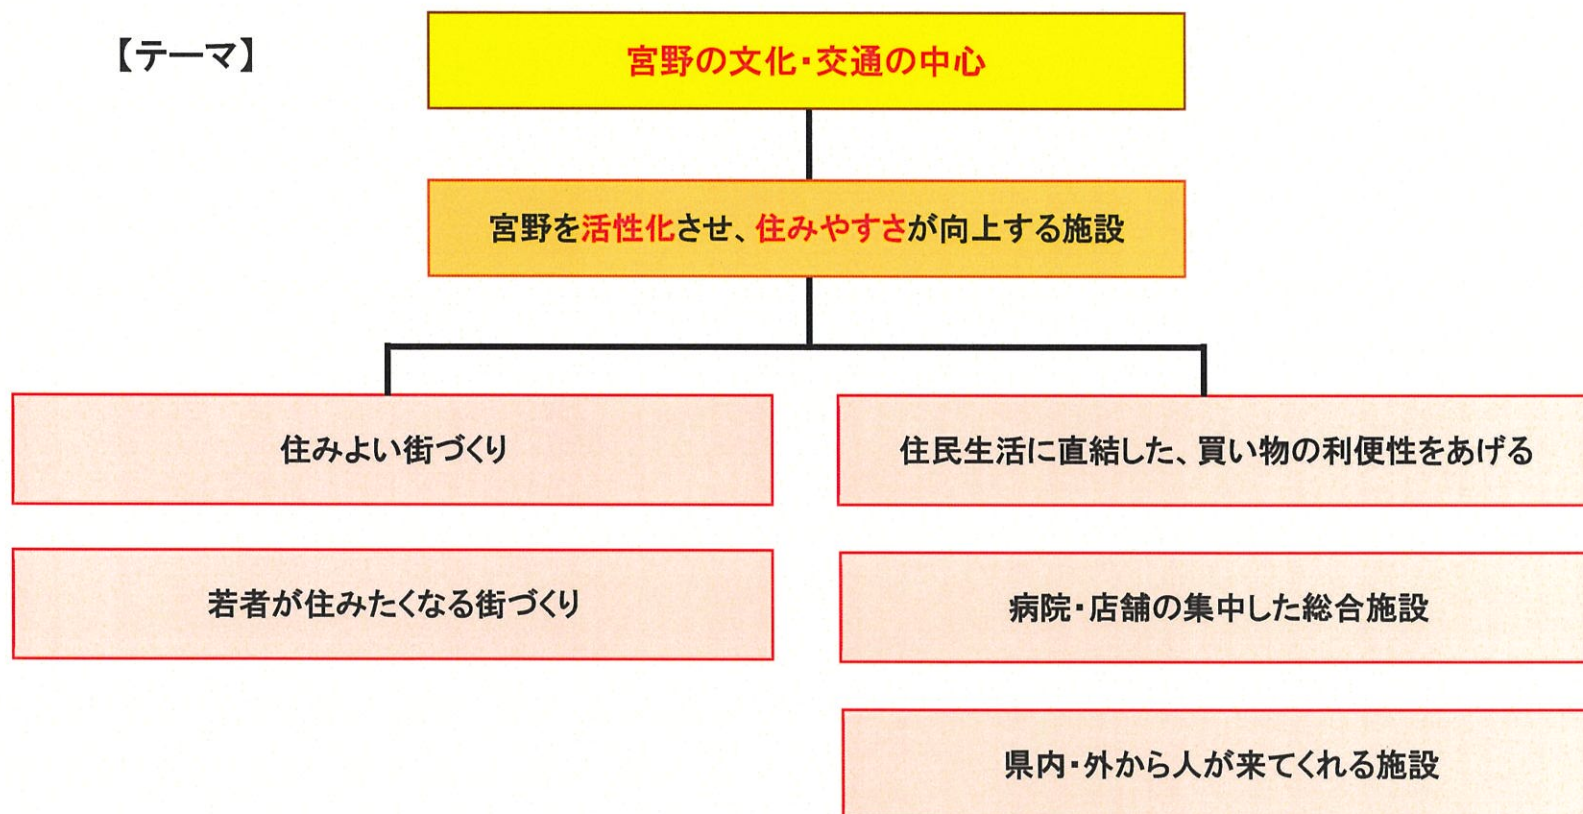 【テーマ】
宮野の文化・交通の中心
宮野を活性化させ、住みやすさが向上する施設
住みよい街づくり
若者が住みたくなる街づくり
住民生活に直結した、買い物の利便性をあげる
病院・店舗の集中した総合施設
県内・外から人が来てくれる施設